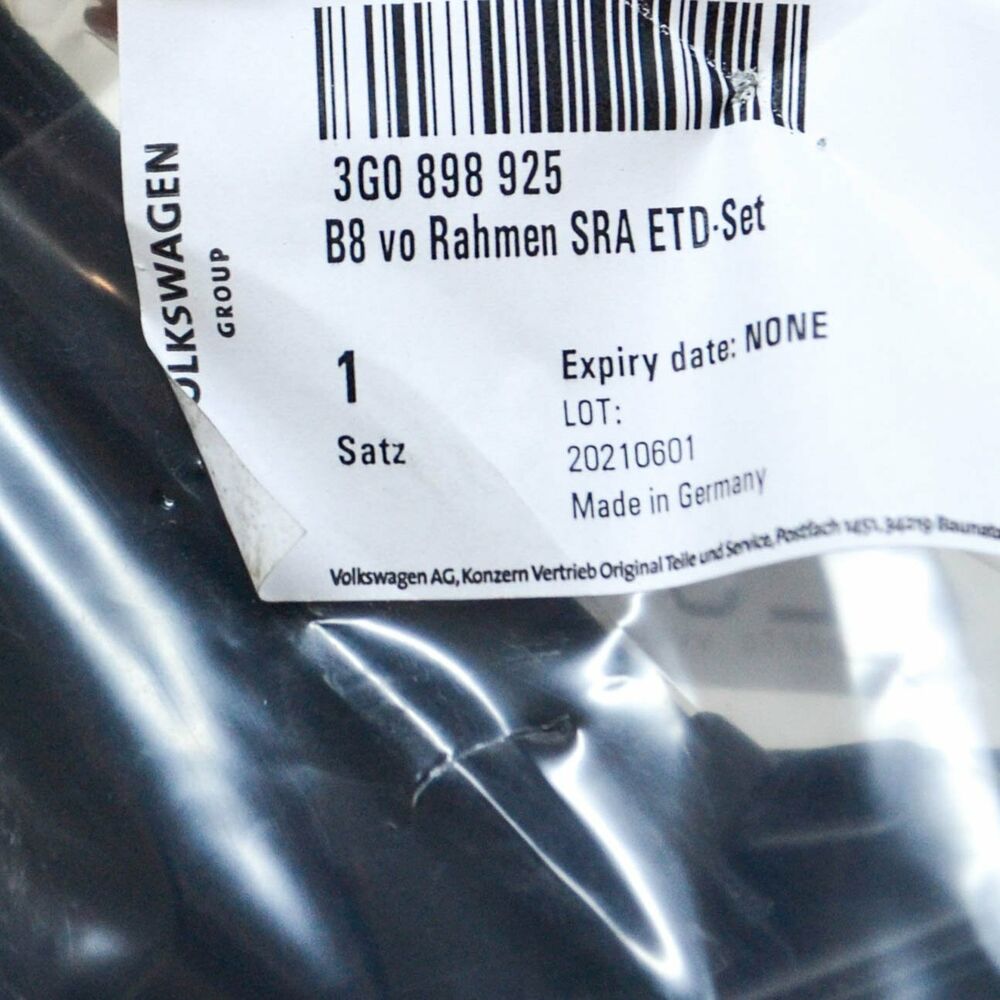 3G0 898 925
B8 vo Rahmen SRA ETD-Set
VOLKSWAGEN
GROUP
1
Satz
Expiry date: NONE
LOT:
20210601
Made in Germany
Volkswagen AG, Konzern Vertrieb Original Teile und Service, Postfach 1451, 34219